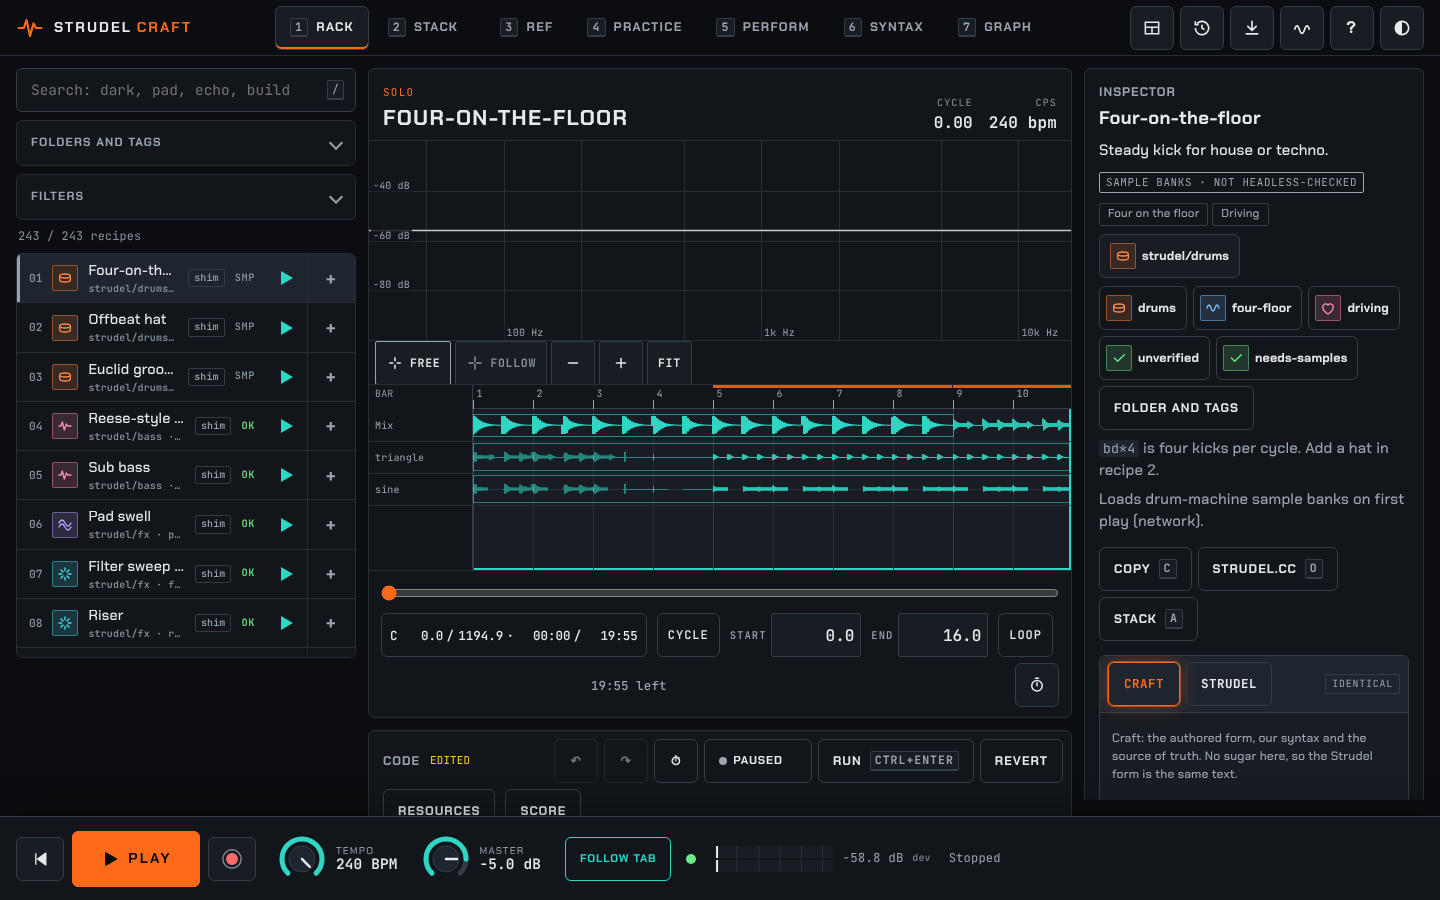 STRUDEL CRAFT
1 RACK
2 STACK
3 REF
4 PRACTICE
5 PERFORM
6 SYNTAX
7 GRAPH
?
Search: dark, pad, echo, build /
FOLDERS AND TAGS
FILTERS
243 / 243 recipes
01 Four-on-th… shim SMP +
strudel/drums…
02 Offbeat hat shim SMP +
strudel/drums…
03 Euclid groo… shim SMP +
strudel/drums…
04 Reese-style … shim OK +
strudel/bass ·…
05 Sub bass shim OK +
strudel/bass ·…
06 Pad swell shim OK +
strudel/fx · p…
07 Filter sweep … shim OK +
strudel/fx · f…
08 Riser shim OK +
strudel/fx · r…
SOLO
FOUR-ON-THE-FLOOR
CYCLE
0.00
CPS
240 bpm
-40 dB
-60 dB
-80 dB
100 Hz 1k Hz 10k Hz
FREE FOLLOW − + FIT
BAR 1 2 3 4 5 6 7 8 9 10
Mix
triangle
sine
C 0.0 / 1194.9 · 00:00 / 19:55
CYCLE
START 0.0
END 16.0
LOOP
19:55 left
CODE EDITED
↶ ↷
PAUSED
RUN CTRL+ENTER
REVERT
RESOURCES SCORE
INSPECTOR
Four-on-the-floor
Steady kick for house or techno.
SAMPLE BANKS · NOT HEADLESS-CHECKED
Four on the floor Driving
strudel/drums
drums four-floor driving
unverified needs-samples
FOLDER AND TAGS
bd*4 is four kicks per cycle. Add a hat in
recipe 2.
Loads drum-machine sample banks on first
play (network).
COPY C STRUDEL.CC O
STACK A
CRAFT STRUDEL IDENTICAL
Craft: the authored form, our syntax and the
source of truth. No sugar here, so the Strudel
form is the same text.
PLAY
TEMPO
240 BPM
MASTER
-5.0 dB
FOLLOW TAB
-58.8 dB dev Stopped